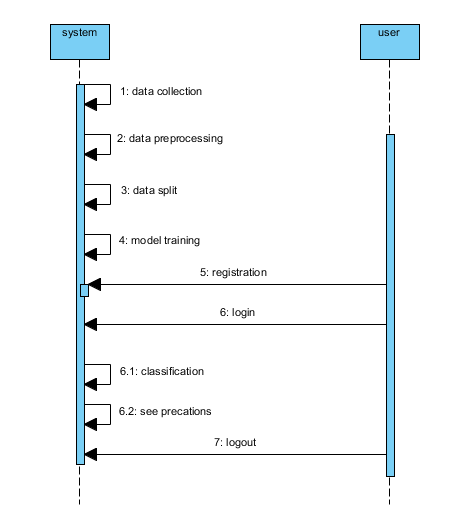 system
user
1: data collection
2: data preprocessing
3: data split
4: model training
5: registration
6: login
6.1: classification
6.2: see precations
7: logout